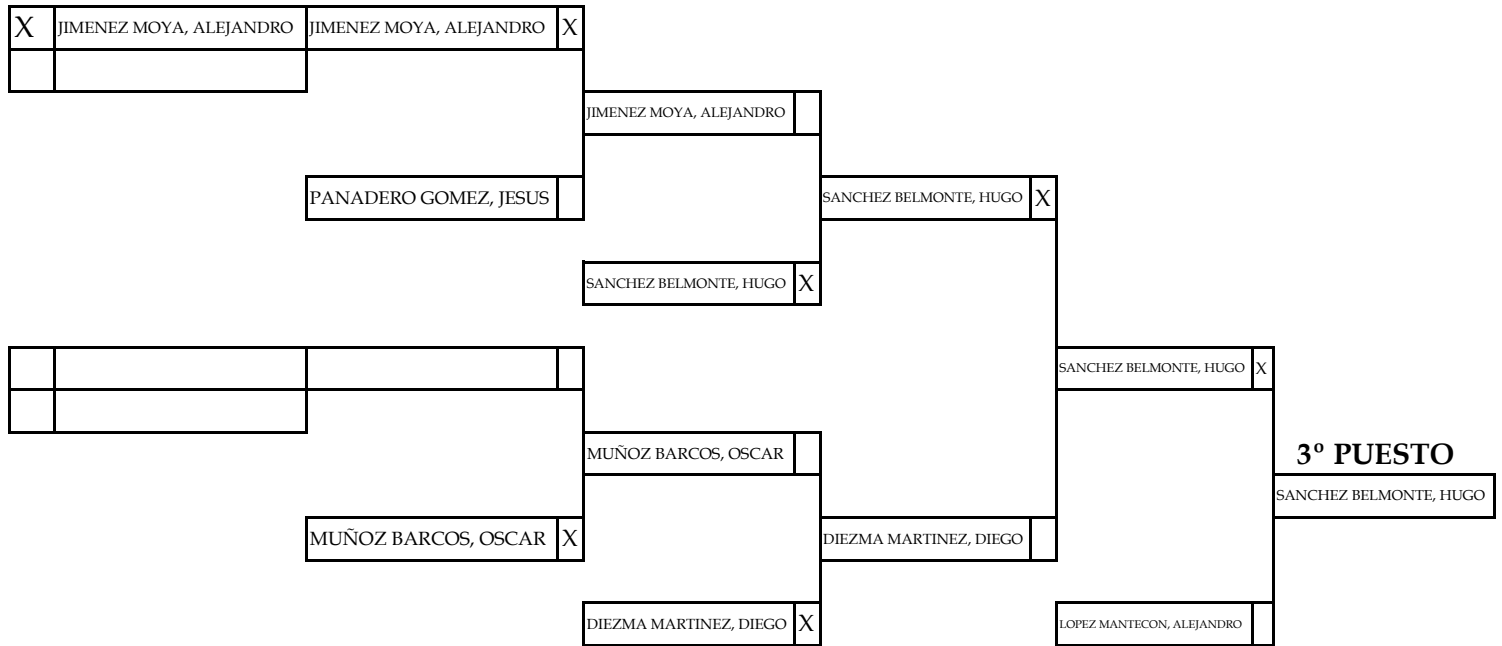 X JIMENEZ MOYA, ALEJANDRO JIMENEZ MOYA, ALEJANDRO X
JIMENEZ MOYA, ALEJANDRO
PANADERO GOMEZ, JESUS SANCHEZ BELMONTE, HUGO X
SANCHEZ BELMONTE, HUGO X
SANCHEZ BELMONTE, HUGO X
MUÑOZ BARCOS, OSCAR 3º PUESTO
SANCHEZ BELMONTE, HUGO
MUÑOZ BARCOS, OSCAR X DIEZMA MARTINEZ, DIEGO
DIEZMA MARTINEZ, DIEGO X LOPEZ MANTECON, ALEJANDRO